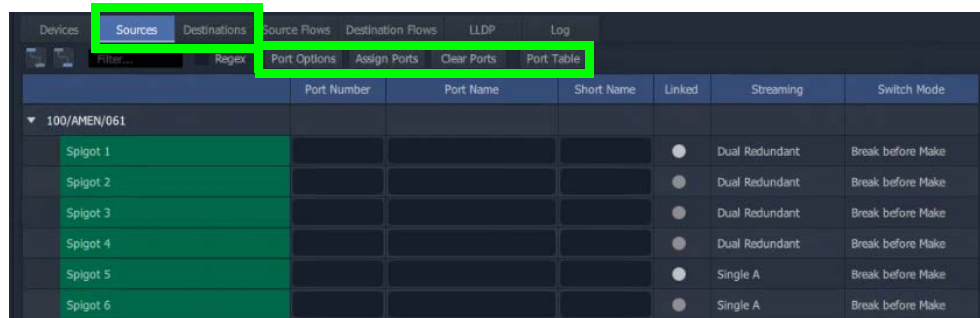 Devices Sources Destinations Source Flows Destination Flows LLDP Log
Filter... Regex Port Options Assign Ports Clear Ports Port Table
Port Number Port Name Short Name Linked Streaming Switch Mode
100/AMEN/061
Spigot 1 Dual Redundant Break before Make
Spigot 2 Dual Redundant Break before Make
Spigot 3 Dual Redundant Break before Make
Spigot 4 Dual Redundant Break before Make
Spigot 5 Single A Break before Make
Spigot 6 Single A Break before Make